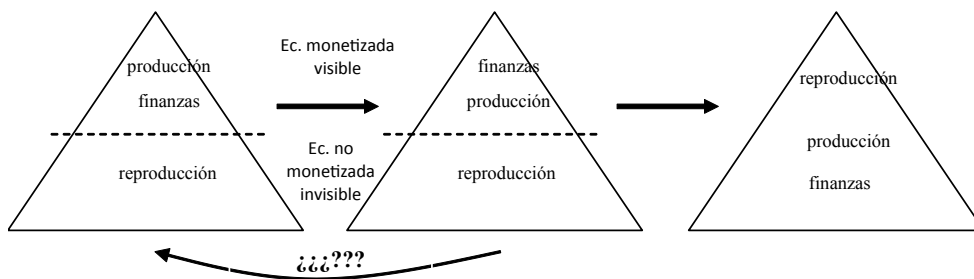 producción
finanzas
reproducción
Ec. monetizada
visible
Ec. no
monetizada
invisible
finanzas
producción
reproducción
reproducción
producción
finanzas
¿¿¿???